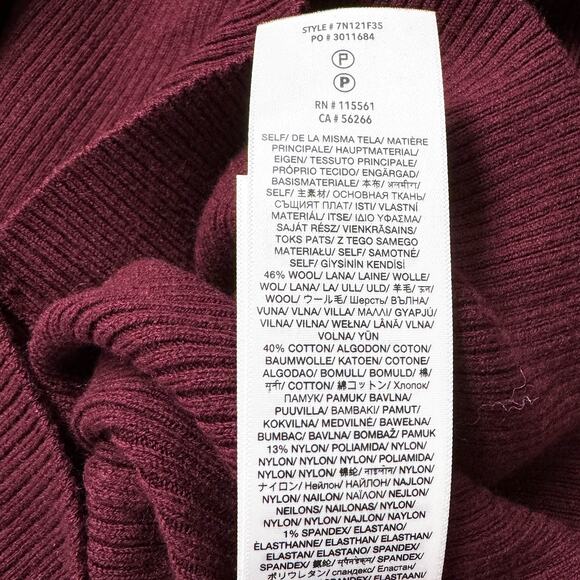 STYLE # 7N121F3S
PO # 3011684
P
P
RN # 115561
CA # 56266
SELF/ DE LA MISMA TELA/ MATIÈRE
PRINCIPALE/ HAUPTMATERIAL/
EIGEN/ TESSUTO PRINCIPALE/
PRÓPRIO TECIDO/ ENGÄRGAD/
BASISMATERIALE/ 本布/
SELF/ 主素材/ ОСНОВНАЯ ТКАНЬ/
СЪЩИЯТ ПЛАТ/ ISTI/ VLASTNÍ
MATERIÁL/ ITSE/ ΙΔΙΟ ΥΦΑΣΜΑ/
SAJÁT RÉSZ/ VIENKRĀSAINS/
TOKS PATS/ Z TEGO SAMEGO
MATERIAŁU/ SELF/ SAMOTNÉ/
SELF/ GİYSİNİN KENDİSİ
46% WOOL/ LANA/ LAINE/ WOLLE/
WOL/ LANA/ LA/ ULL/ ULD/ 羊毛/ ऊन/
WOOL/ ウール毛/ Шерсть/ ВЪЛНА/
VUNA/ VLNA/ VILLA/ ΜΑΛΛΙ/ GYAPJÚ/
VILNA/ VILNA/ WEŁNA/ LÂNĂ/ VLNA/
VOLNA/ YÜN
40% COTTON/ ALGODON/ COTON/
BAUMWOLLE/ KATOEN/ COTONE/
ALGODAO/ BOMULL/ BOMULD/ 棉/
सूती/ COTTON/ 綿コットン/ Хлопок/
ПАМУК/ PAMUK/ BAVLNA/
PUUVILLA/ ΒΑΜΒΑΚΙ/ PAMUT/
KOKVILNA/ MEDVILNĖ/ BAWEŁNA/
BUMBAC/ BAVLNA/ BOMBAŽ/ PAMUK
13% NYLON/ POLIAMIDA/ NYLON/
NYLON/ NYLON/ NYLON/ POLIAMIDA/
NYLON/ NYLON/ 锦纶/ नाइलॉन/ NYLON/
ナイロン/ Нейлон/ НАЙЛОН/ NAJLON/
NYLON/ NAILON/ ΝΑΪΛΟΝ/ NEJLON/
NEILONS/ NAILONAS/ NYLON/
NYLON/ NYLON/ NAJLON/ NAYLON
1% SPANDEX/ ELASTANO/
ÉLASTHANNE/ ELASTHAN/ ELASTHAN/
ELASTAN/ ELASTANO/ SPANDEX/
SPANDEX/ 氨纶/ स्पैनडेक्स/ SPANDEX/
ポリウレタン/ спандекс/ Еластан/